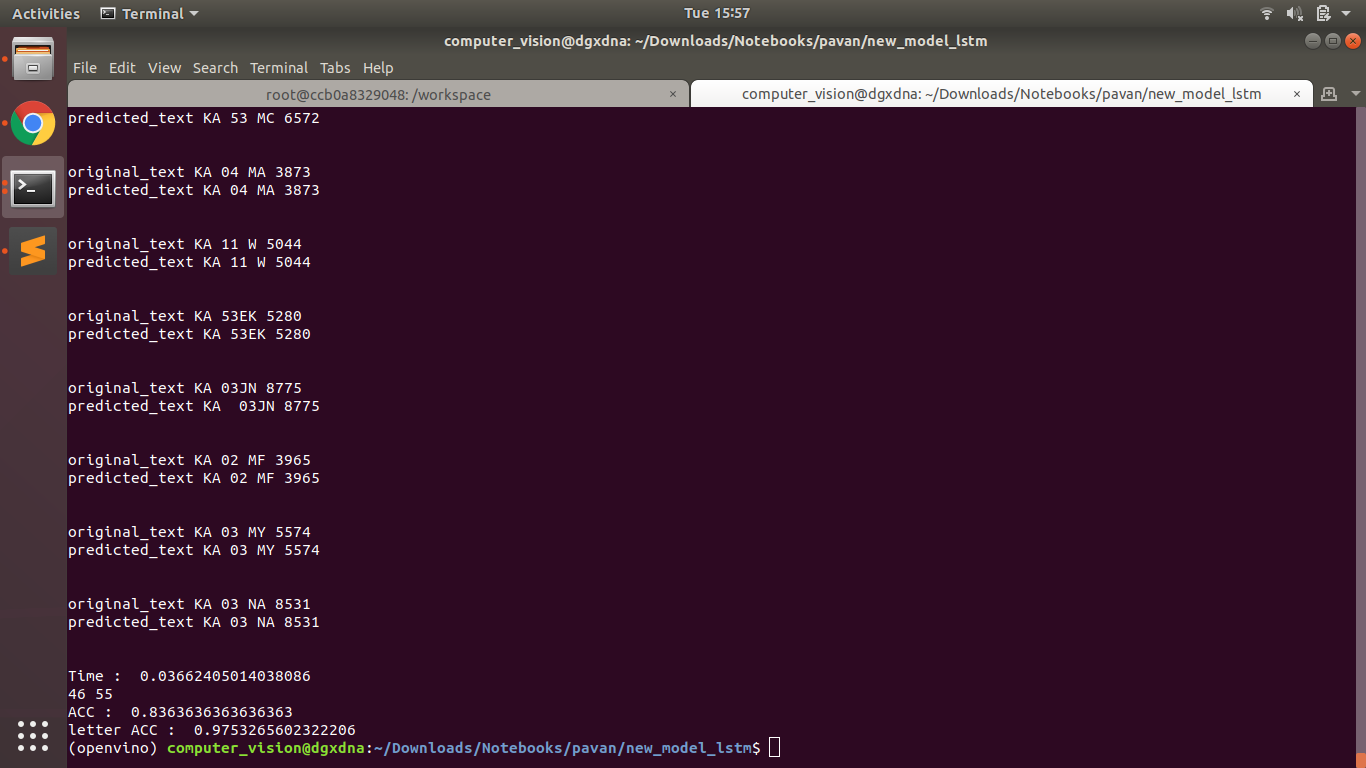 Activities Terminal Tue 15:57
computer_vision@dgxdna: ~/Downloads/Notebooks/pavan/new_model_lstm
File Edit View Search Terminal Tabs Help
root@ccb0a8329048: /workspace × computer_vision@dgxdna: ~/Downloads/Notebooks/pavan/new_model_lstm ×
predicted_text KA 53 MC 6572
original_text KA 04 MA 3873
predicted_text KA 04 MA 3873
original_text KA 11 W 5044
predicted_text KA 11 W 5044
original_text KA 53EK 5280
predicted_text KA 53EK 5280
original_text KA 03JN 8775
predicted_text KA  03JN 8775
original_text KA 02 MF 3965
predicted_text KA 02 MF 3965
original_text KA 03 MY 5574
predicted_text KA 03 MY 5574
original_text KA 03 NA 8531
predicted_text KA 03 NA 8531
Time :  0.03662405014038086
46 55
ACC :  0.8363636363636363
letter ACC :  0.9753265602322206
(openvino) computer_vision@dgxdna:~/Downloads/Notebooks/pavan/new_model_lstm$